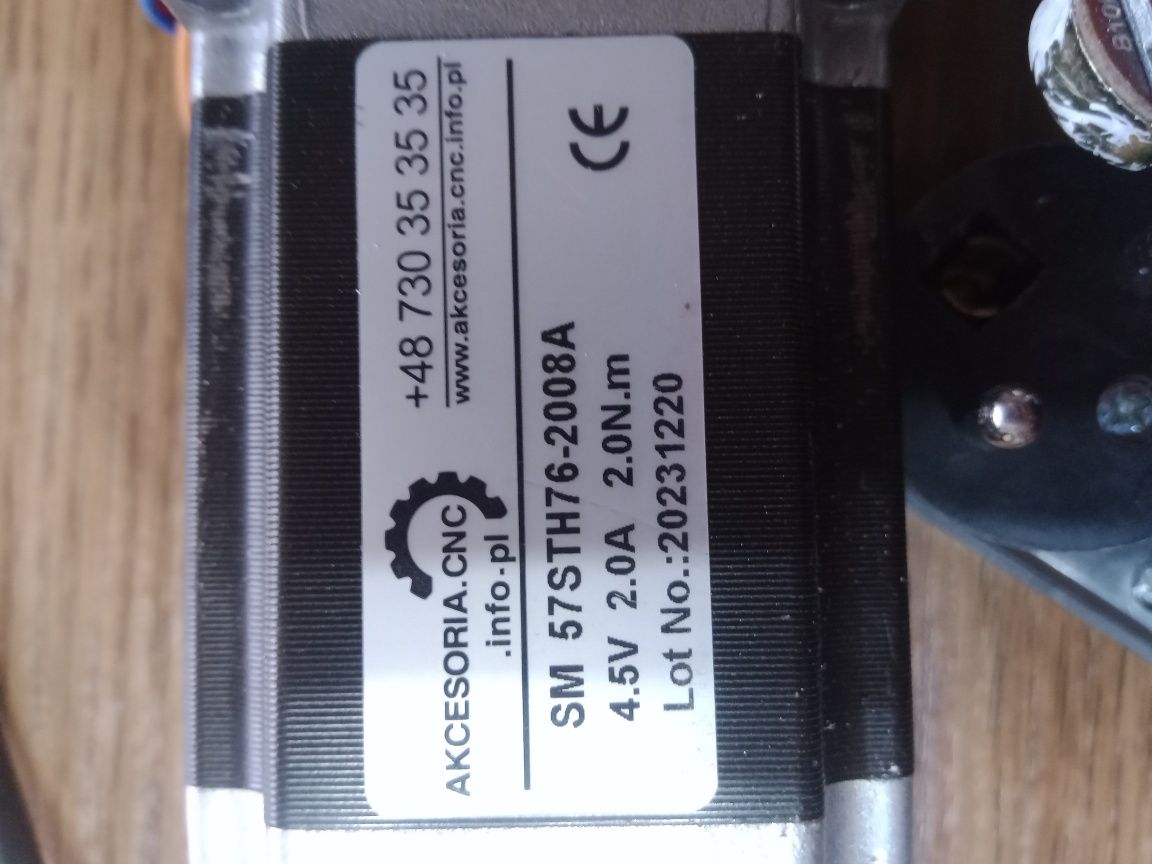 AKCESORIA.CNC
.info.pl
+48 730 35 35 35
www.akcesoria.cnc.info.pl
SM 57STH76-2008A
4.5V 2.0A 2.0N.m
Lot No.:20231220
CE